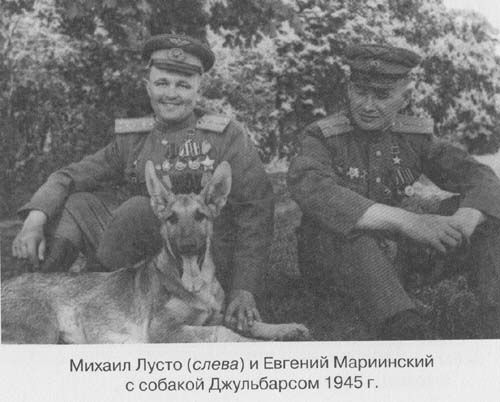 Михаил Лусто (слева) и Евгений Мариинский
с собакой Джульбарсом 1945 г.